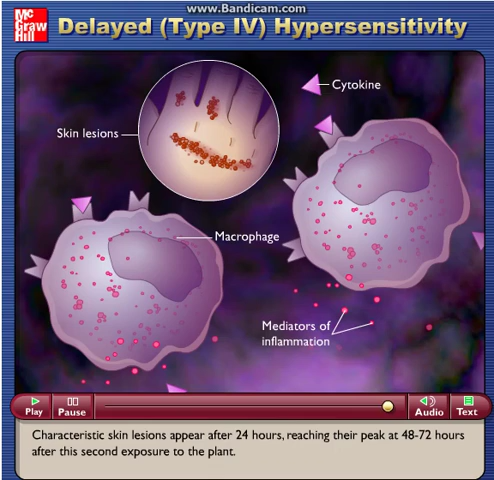 www.Bandicam.com
Mc
Graw
Hill
Delayed (Type IV) Hypersensitivity
Cytokine
Skin lesions
Macrophage
Mediators of
inflammation
Play
Pause
Audio
Text
Characteristic skin lesions appear after 24 hours, reaching their peak at 48-72 hours
after this second exposure to the plant.